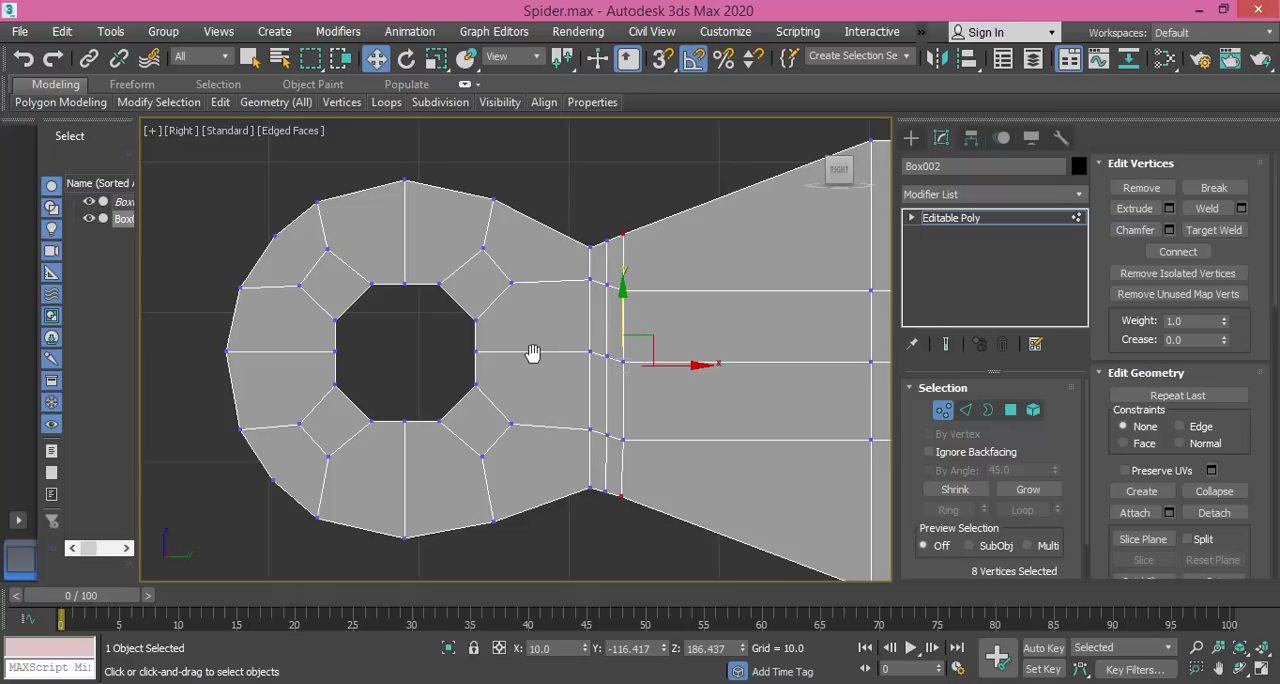 Spider.max - Autodesk 3ds Max 2020
File Edit Tools Group Views Create Modifiers Animation Graph Editors Rendering Civil View Customize Scripting Interactive » Sign In Workspaces: Default
All View Create Selection Se
Modeling Freeform Selection Object Paint Populate
Polygon Modeling Modify Selection Edit Geometry (All) Vertices Loops Subdivision Visibility Align Properties
Select
Name (Sorted A
Box
Box0
[+] [Right] [Standard] [Edged Faces]
RIGHT
y
x
Box002
Modifier List
Editable Poly
Selection
By Vertex
Ignore Backfacing
By Angle: 45.0
Shrink Grow
Ring Loop
Preview Selection
Off SubObj Multi
8 Vertices Selected
Edit Vertices
Remove Break
Extrude Weld
Chamfer Target Weld
Connect
Remove Isolated Vertices
Remove Unused Map Verts
Weight: 1.0
Crease: 0.0
Edit Geometry
Repeat Last
Constraints
None Edge
Face Normal
Preserve UVs
Create Collapse
Attach Detach
Slice Plane Split
Slice Reset Plane
0 / 100
0 5 10 15 20 25 30 35 40 45 50 55 60 65 70 75 80 85 90 95 100
1 Object Selected X: 10.0 Y: -116.417 Z: 186.437 Grid = 10.0 Auto Key Selected
MAXScript Mi Click or click-and-drag to select objects Add Time Tag 0 Set Key Key Filters...